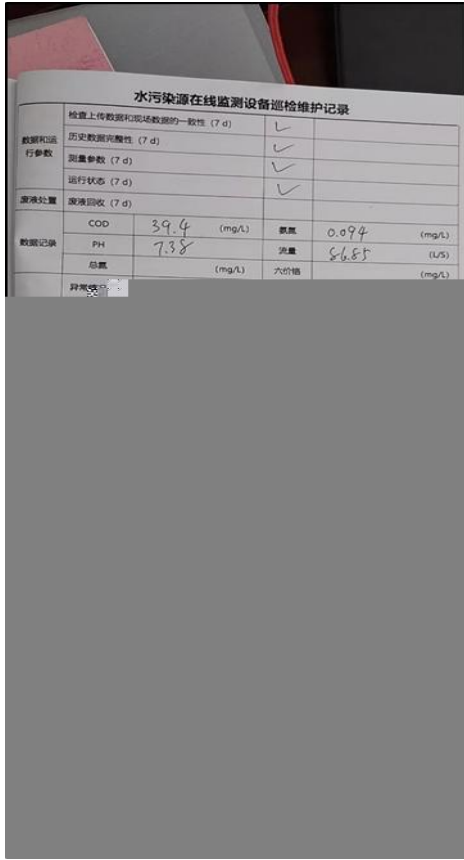 水污染源在线监测设备巡检维护记录
数据和运行参数
检查上传数据和现场数据的一致性 (7 d) ✓
历史数据完整性 (7 d) ✓
测量参数 (7 d) ✓
运行状态 (7 d) ✓
废液处置 废液回收 (7 d)
数据记录
COD 39.4 (mg/L) 氨氮 0.094 (mg/L)
PH 7.38 流量 86.85 (L/S)
总氮 (mg/L) 六价铬 (mg/L)
异常情